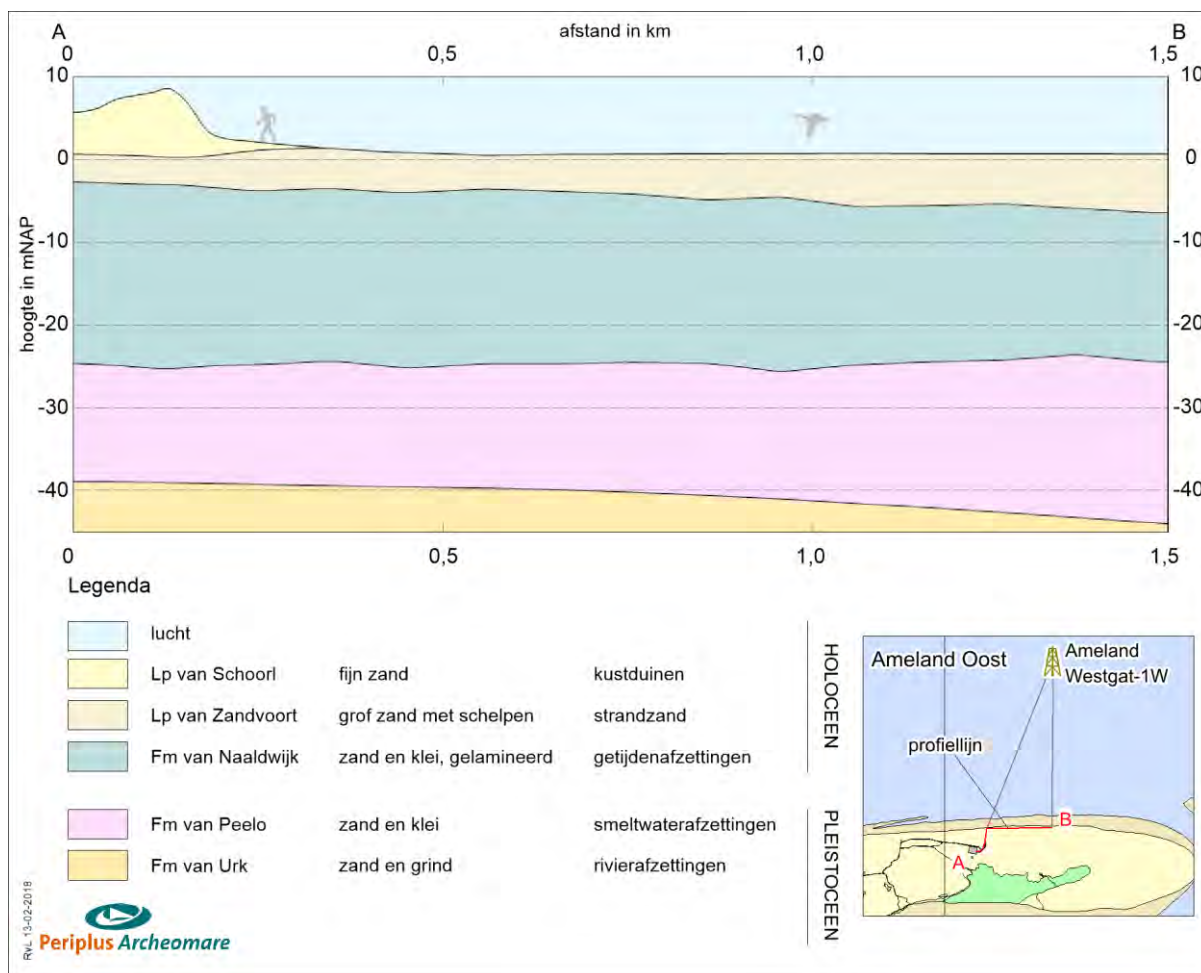 A afstand in km B
0 0,5 1,0 1,5
10 10
0 0
-10 -10
-20 -20
-30 -30
-40 -40
hoogte in mNAP
0 0,5 1,0 1,5
Legenda
lucht
Lp van Schoorl fijn zand kustduinen
Lp van Zandvoort grof zand met schelpen strandzand
Fm van Naaldwijk zand en klei, gelamineerd getijdenafzettingen
HOLOCEEN
Fm van Peelo zand en klei smeltwaterafzettingen
Fm van Urk zand en grind rivierafzettingen
PLEISTOCEEN
Ameland Oost
Ameland
Westgat-1W
profiellijn
B
A
RvL 13-02-2018
Periplus Archeomare